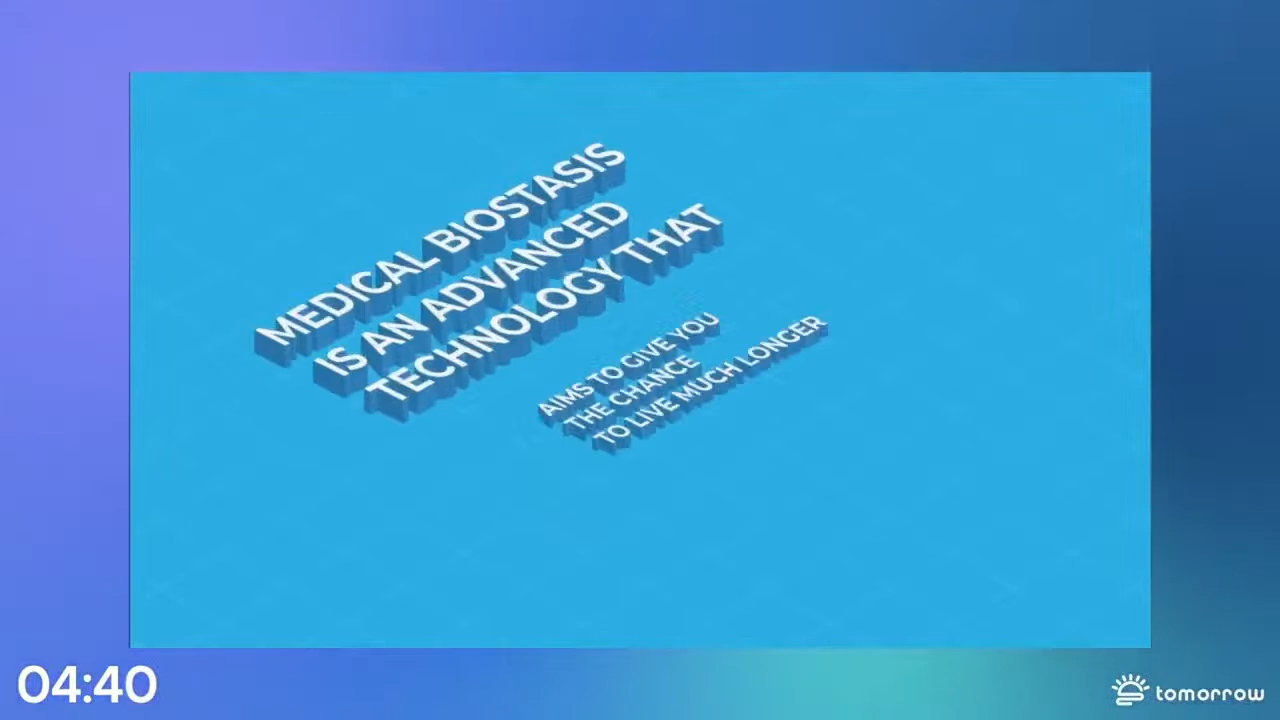 MEDICAL BIOSTASIS
IS AN ADVANCED
TECHNOLOGY THAT
AIMS TO GIVE YOU
THE CHANCE
TO LIVE MUCH LONGER
04:40
tomorrow